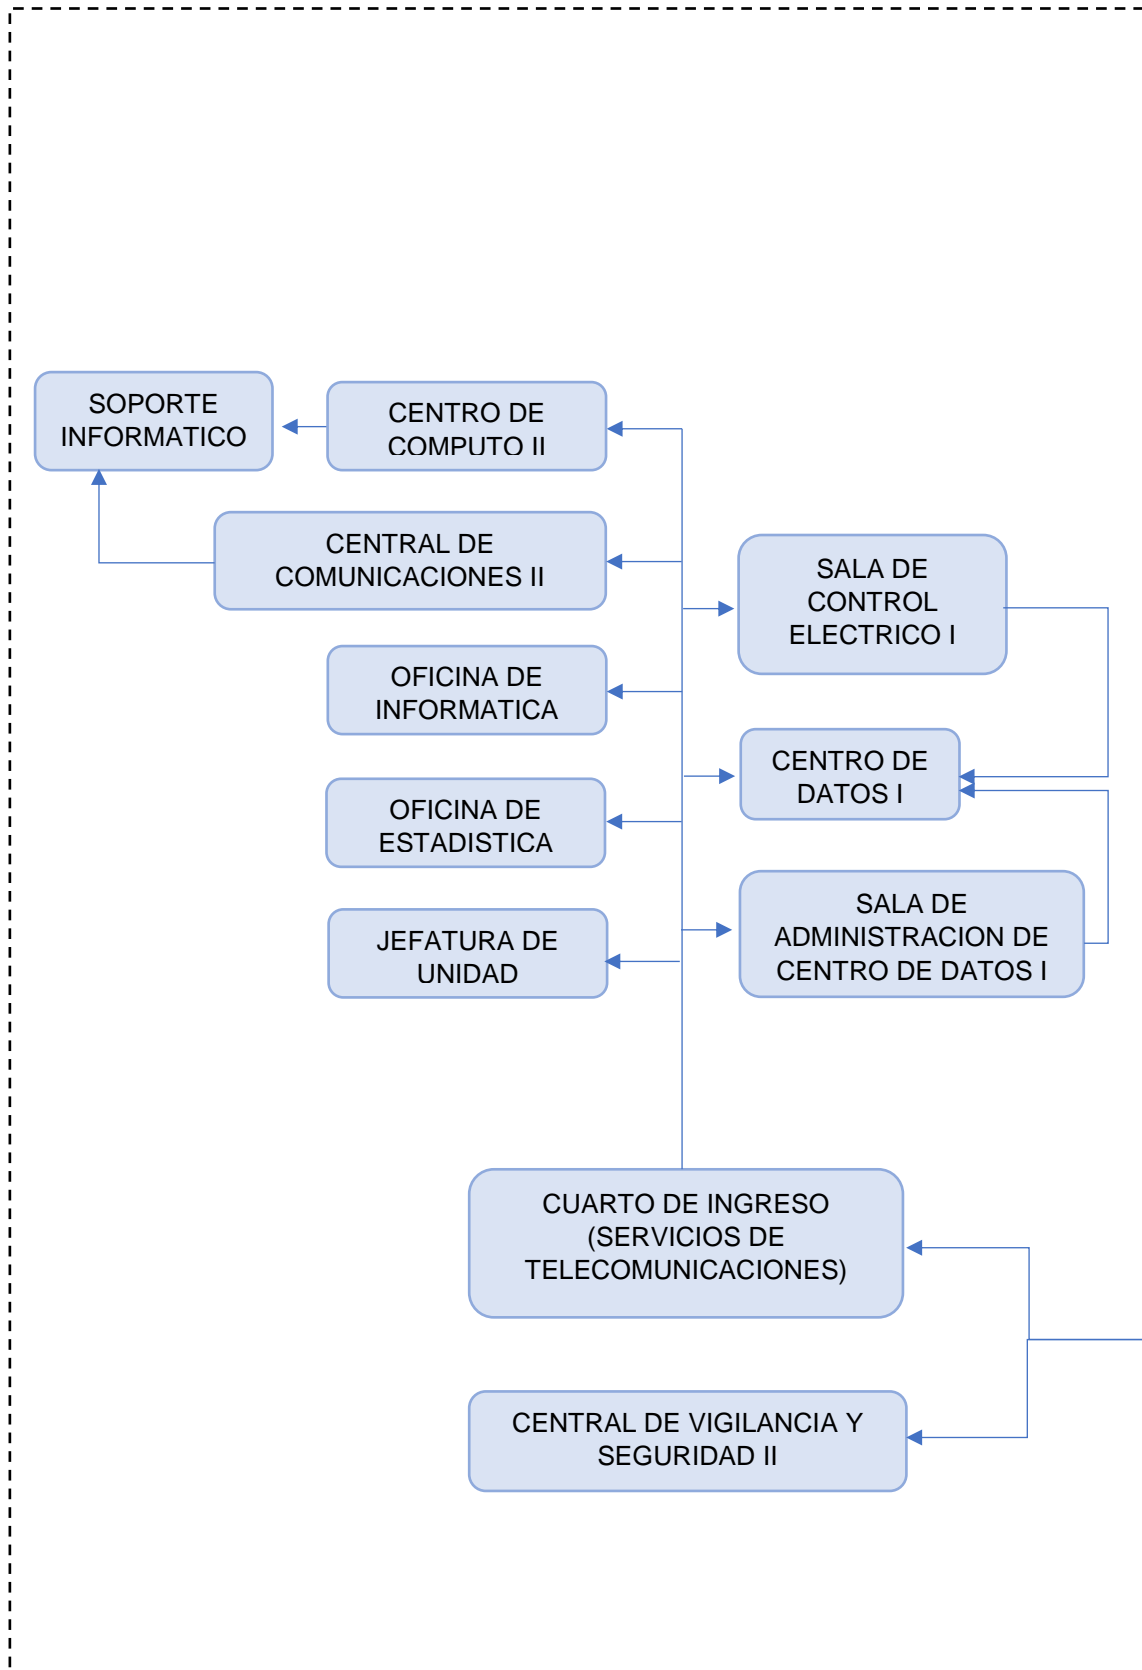 SOPORTE
INFORMATICO
CENTRO DE
COMPUTO II
CENTRAL DE
COMUNICACIONES II
SALA DE
CONTROL
ELECTRICO I
OFICINA DE
INFORMATICA
CENTRO DE
DATOS I
OFICINA DE
ESTADISTICA
SALA DE
ADMINISTRACION DE
CENTRO DE DATOS I
JEFATURA DE
UNIDAD
CUARTO DE INGRESO
(SERVICIOS DE
TELECOMUNICACIONES)
CENTRAL DE VIGILANCIA Y
SEGURIDAD II